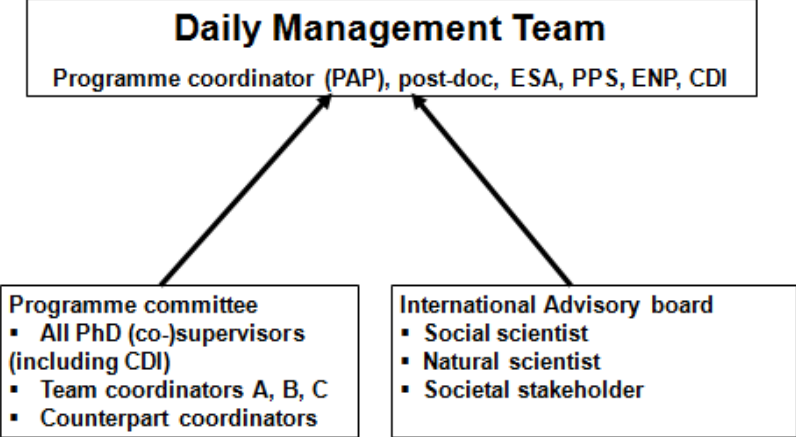 Daily Management Team
Programme coordinator (PAP), post-doc, ESA, PPS, ENP, CDI
Programme committee
▪ All PhD (co-)supervisors
(including CDI)
▪ Team coordinators A, B, C
▪ Counterpart coordinators
International Advisory board
▪ Social scientist
▪ Natural scientist
▪ Societal stakeholder